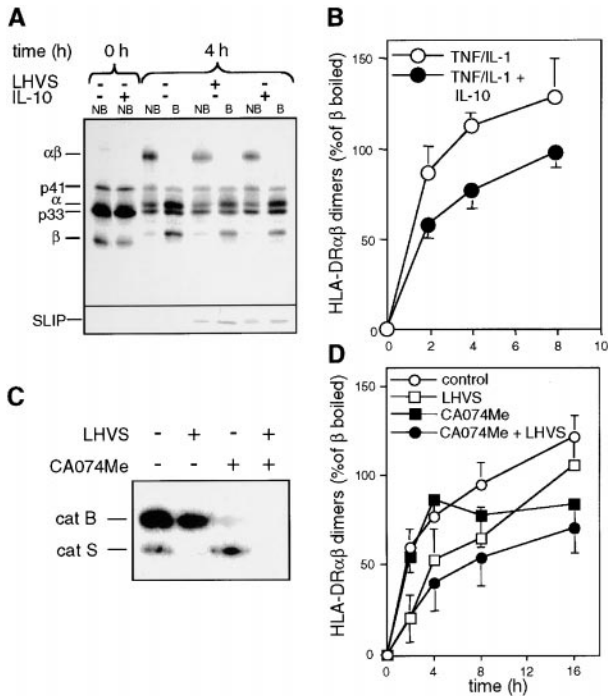 A
time (h) 0 h 4 h
LHVS - - - + -
IL-10 - + - - +
NB NB NB B NB B NB B
αβ
p41
α
p33
β
SLIP
B
TNF/IL-1
TNF/IL-1 + IL-10
HLA-DRαβ dimers (% of β boiled)
150
100
50
0
0 2 4 6 8 10
C
LHVS - + - +
CA074Me - - + +
cat B
cat S
D
control
LHVS
CA074Me
CA074Me + LHVS
HLA-DRαβ dimers (% of β boiled)
150
100
50
0
0 4 8 12 16
time (h)